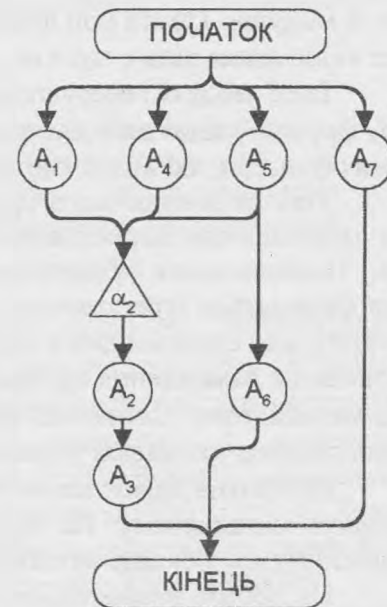 ПОЧАТОК
A₁ A₄ A₅ A₇
α₂
A₂ A₆
A₃
КІНЕЦЬ